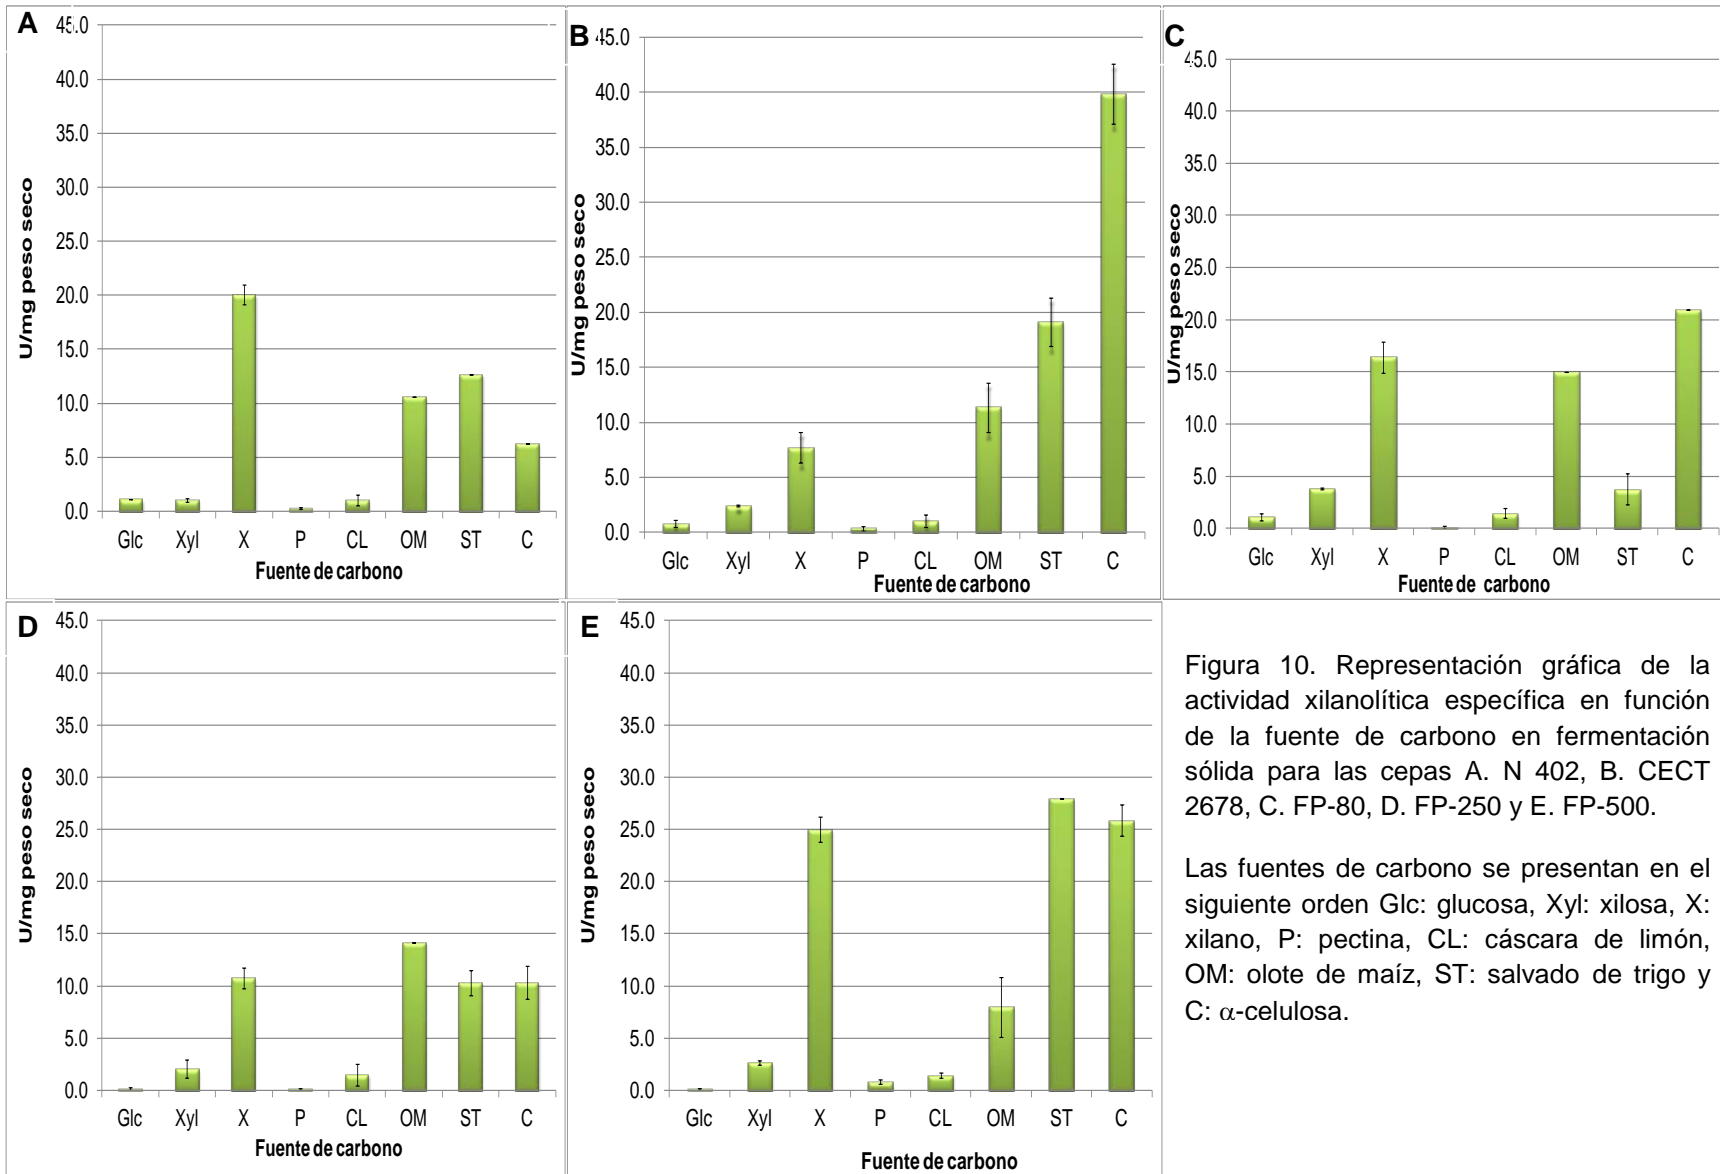 A
45.0
40.0
35.0
30.0
25.0
20.0
15.0
10.0
5.0
0.0
U/mg peso seco
Glc Xyl X P CL OM ST C
Fuente de carbono
B
45.0
40.0
35.0
30.0
25.0
20.0
15.0
10.0
5.0
0.0
U/mg peso seco
Glc Xyl X P CL OM ST C
Fuente de carbono
C
45.0
40.0
35.0
30.0
25.0
20.0
15.0
10.0
5.0
0.0
U/mg peso seco
Glc Xyl X P CL OM ST C
Fuente de carbono
D
45.0
40.0
35.0
30.0
25.0
20.0
15.0
10.0
5.0
0.0
U/mg peso seco
Glc Xyl X P CL OM ST C
Fuente de carbono
E
45.0
40.0
35.0
30.0
25.0
20.0
15.0
10.0
5.0
0.0
U/mg peso seco
Glc Xyl X P CL OM ST C
Fuente de carbono
Figura 10. Representación gráfica de la
actividad xilanolítica específica en función
de la fuente de carbono en fermentación
sólida para las cepas A. N 402, B. CECT
2678, C. FP-80, D. FP-250 y E. FP-500.
Las fuentes de carbono se presentan en el
siguiente orden Glc: glucosa, Xyl: xilosa, X:
xilano, P: pectina, CL: cáscara de limón,
OM: olote de maíz, ST: salvado de trigo y
C: α-celulosa.